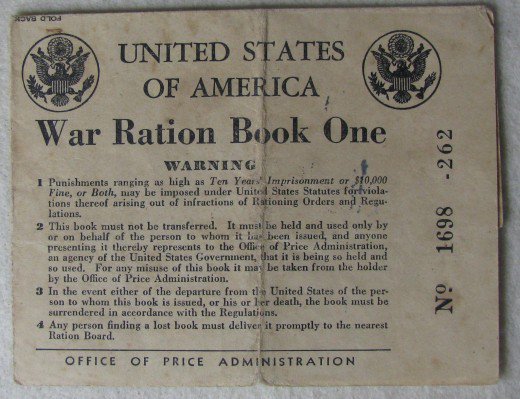 FOLD BACK
UNITED STATES
OF AMERICA
War Ration Book One
WARNING
1 Punishments ranging as high as Ten Years' Imprisonment or $10,000
Fine, or Both, may be imposed under United States Statutes for viola-
tions thereof arising out of infractions of Rationing Orders and Regu-
lations.
2 This book must not be transferred. It must be held and used only by
or on behalf of the person to whom it has been issued, and anyone
presenting it thereby represents to the Office of Price Administration,
an agency of the United States Government, that it is being so held and
so used. For any misuse of this book it may be taken from the holder
by the Office of Price Administration.
3 In the event either of the departure from the United States of the per-
son to whom this book is issued, or his or her death, the book must be
surrendered in accordance with the Regulations.
4 Any person finding a lost book must deliver it promptly to the nearest
Ration Board.
OFFICE OF PRICE ADMINISTRATION
Nº 1698 -262